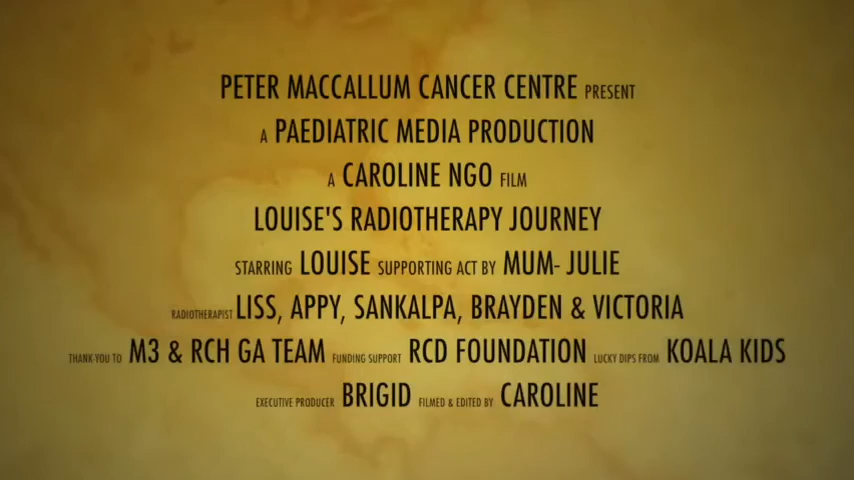 PETER MACCALLUM CANCER CENTRE PRESENT
A PAEDIATRIC MEDIA PRODUCTION
A CAROLINE NGO FILM
LOUISE'S RADIOTHERAPY JOURNEY
STARRING LOUISE SUPPORTING ACT BY MUM- JULIE
RADIOTHERAPIST LISS, APPY, SANKALPA, BRAYDEN & VICTORIA
THANK-YOU TO M3 & RCH GA TEAM FUNDING SUPPORT RCD FOUNDATION LUCKY DIPS FROM KOALA KIDS
EXECUTIVE PRODUCER BRIGID FILMED & EDITED BY CAROLINE